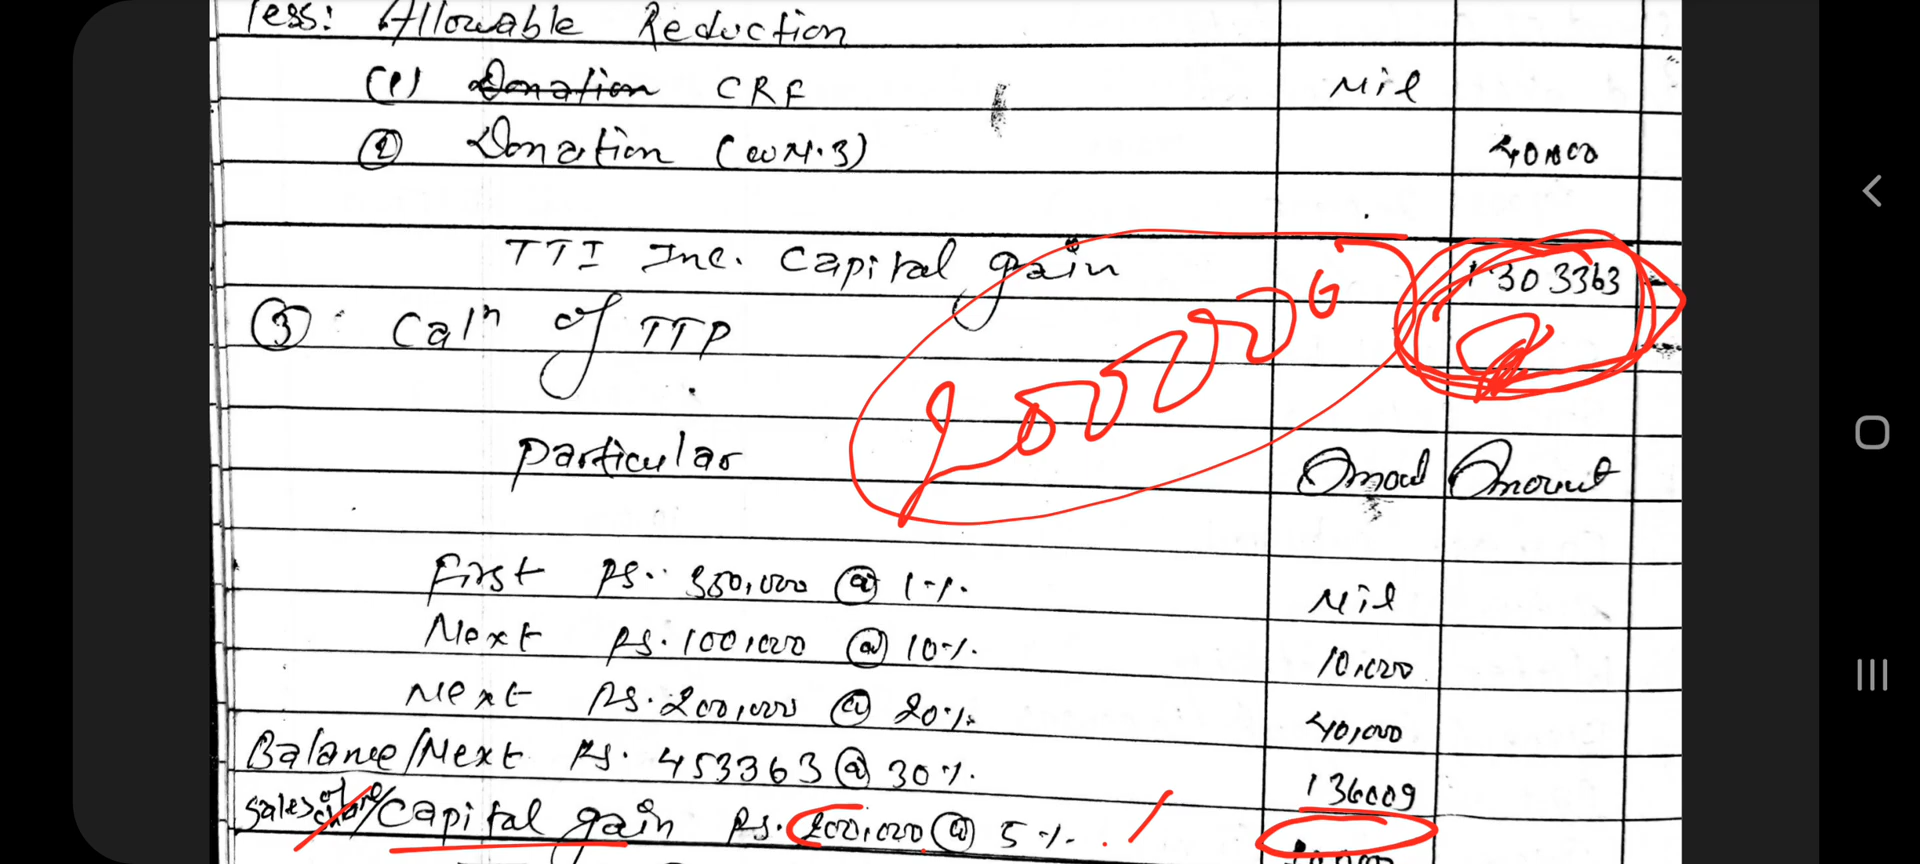 less: Allowable Reduction
(1) Donation CRF Nil
(2) Donation (WN.3) 40,000
TTI Inc. Capital gain 1303363
2000000
(3) Calⁿ of TTP
Particular Amount Amount
First Rs. 350,000 @ 1%. Nil
Next Rs. 100,000 @ 10%. 10,000
Next Rs. 200,000 @ 20%. 40,000
Balance/Next Rs. 453363 @ 30%. 136009
Sales of share/Capital gain Rs. 200,000 @ 5%.